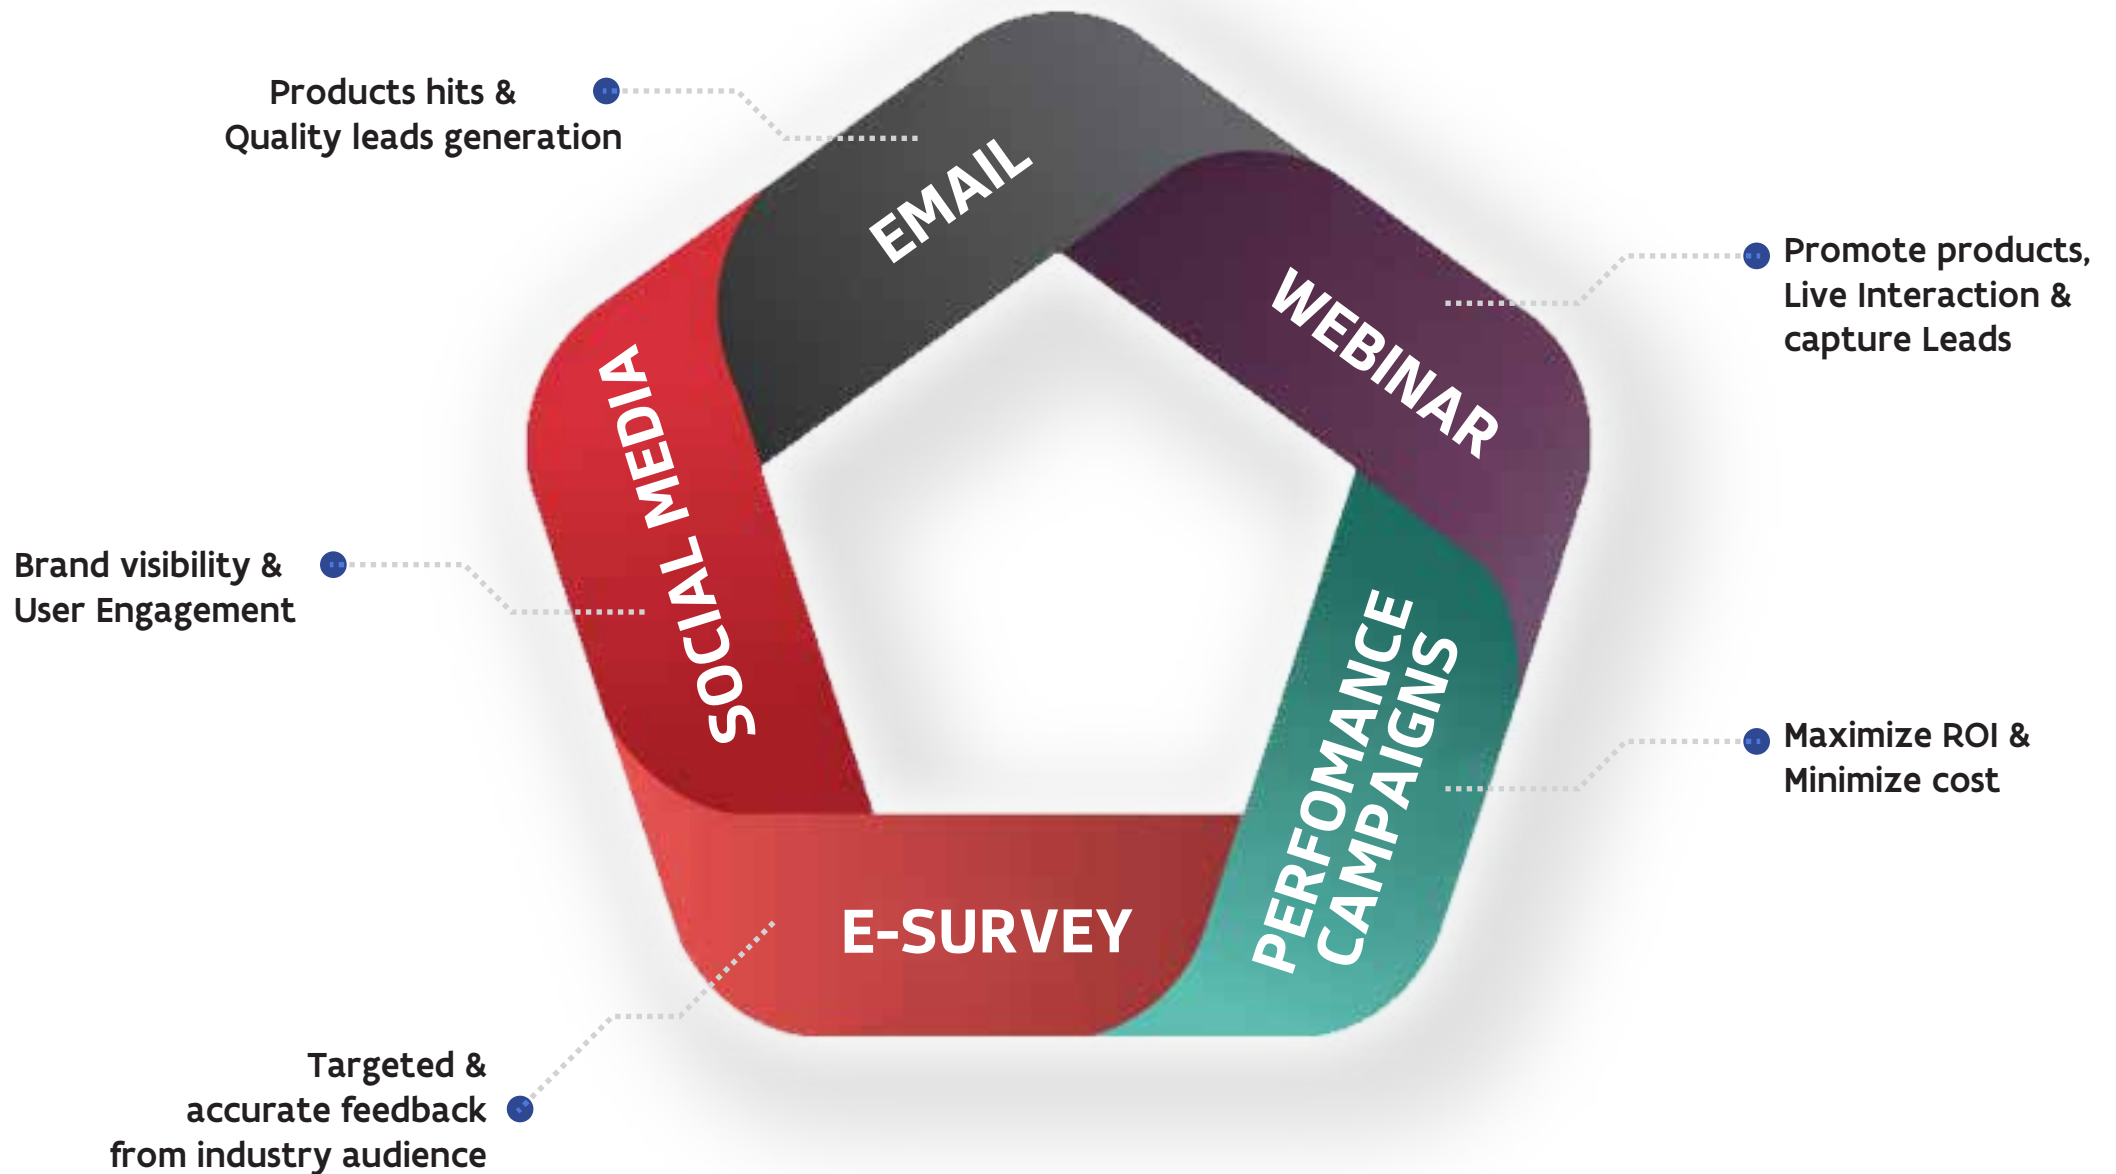 Products hits &
Quality leads generation
EMAIL
WEBINAR
Promote products,
Live Interaction &
capture Leads
SOCIAL MEDIA
Brand visibility &
User Engagement
PERFOMANCE
CAMPAIGNS
Maximize ROI &
Minimize cost
E-SURVEY
Targeted &
accurate feedback
from industry audience